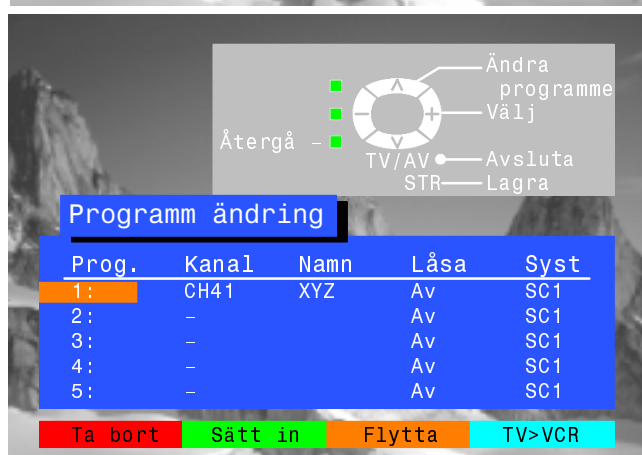 Ändra
programme
Välj
Återgå –
TV/AV Avsluta
STR Lagra
Programm ändring
Prog. Kanal Namn Låsa Syst
1: CH41 XYZ Av SC1
2: – Av SC1
3: – Av SC1
4: – Av SC1
5: – Av SC1
Ta bort Sätt in Flytta TV>VCR